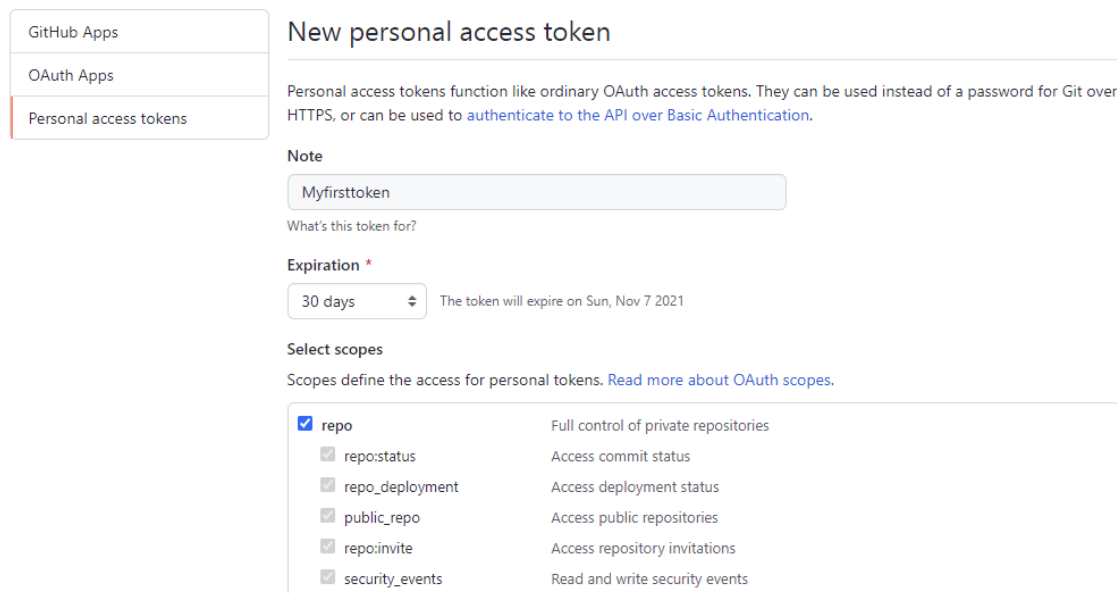 GitHub Apps
OAuth Apps
Personal access tokens
New personal access token
Personal access tokens function like ordinary OAuth access tokens. They can be used instead of a password for Git over
HTTPS, or can be used to authenticate to the API over Basic Authentication.
Note
Myfirsttoken
What's this token for?
Expiration *
30 days The token will expire on Sun, Nov 7 2021
Select scopes
Scopes define the access for personal tokens. Read more about OAuth scopes.
repo Full control of private repositories
repo:status Access commit status
repo_deployment Access deployment status
public_repo Access public repositories
repo:invite Access repository invitations
security_events Read and write security events